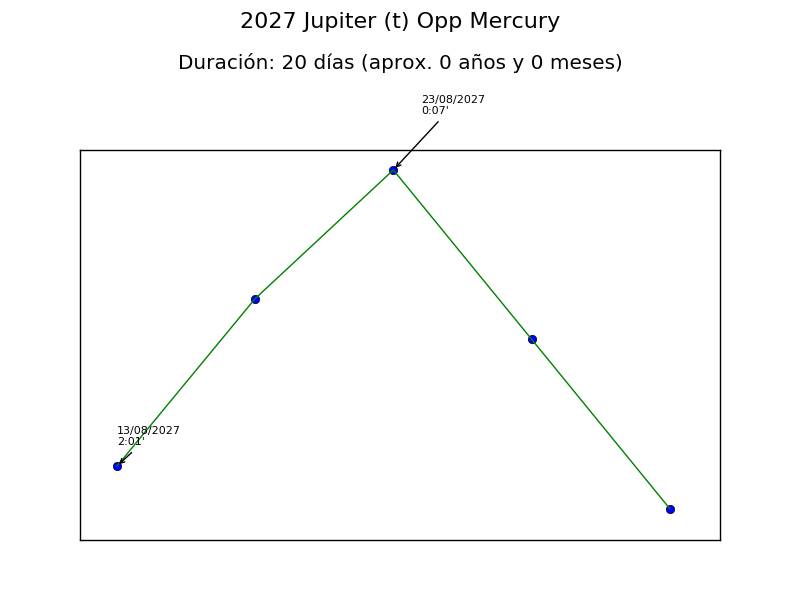 2027 Jupiter (t) Opp Mercury
Duración: 20 días (aprox. 0 años y 0 meses)
23/08/2027
0:07'
13/08/2027
2:01'